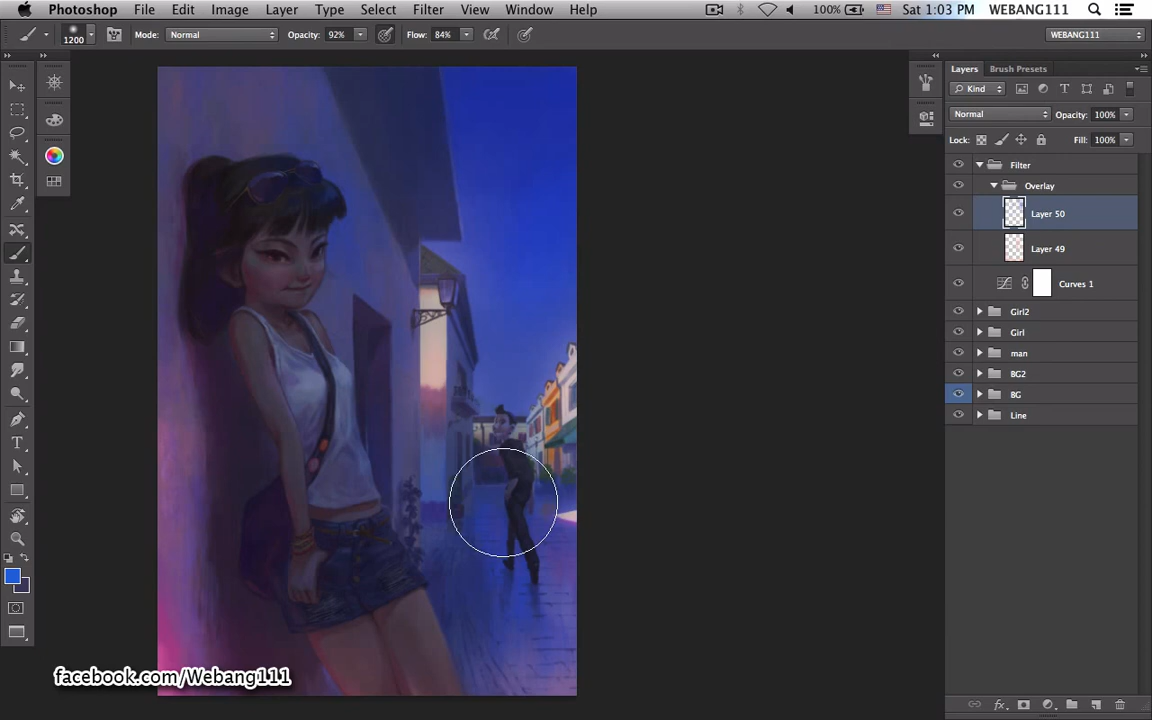 Photoshop File Edit Image Layer Type Select Filter View Window Help 100% Sat 1:03 PM WEBANG111
1200 Mode: Normal Opacity: 92% Flow: 84% WEBANG111
Layers Brush Presets
Kind
Normal Opacity: 100%
Lock: Fill: 100%
Filter
Overlay
Layer 50
Layer 49
Curves 1
Girl2
Girl
man
BG2
BG
Line
facebook.com/Webang111
fx